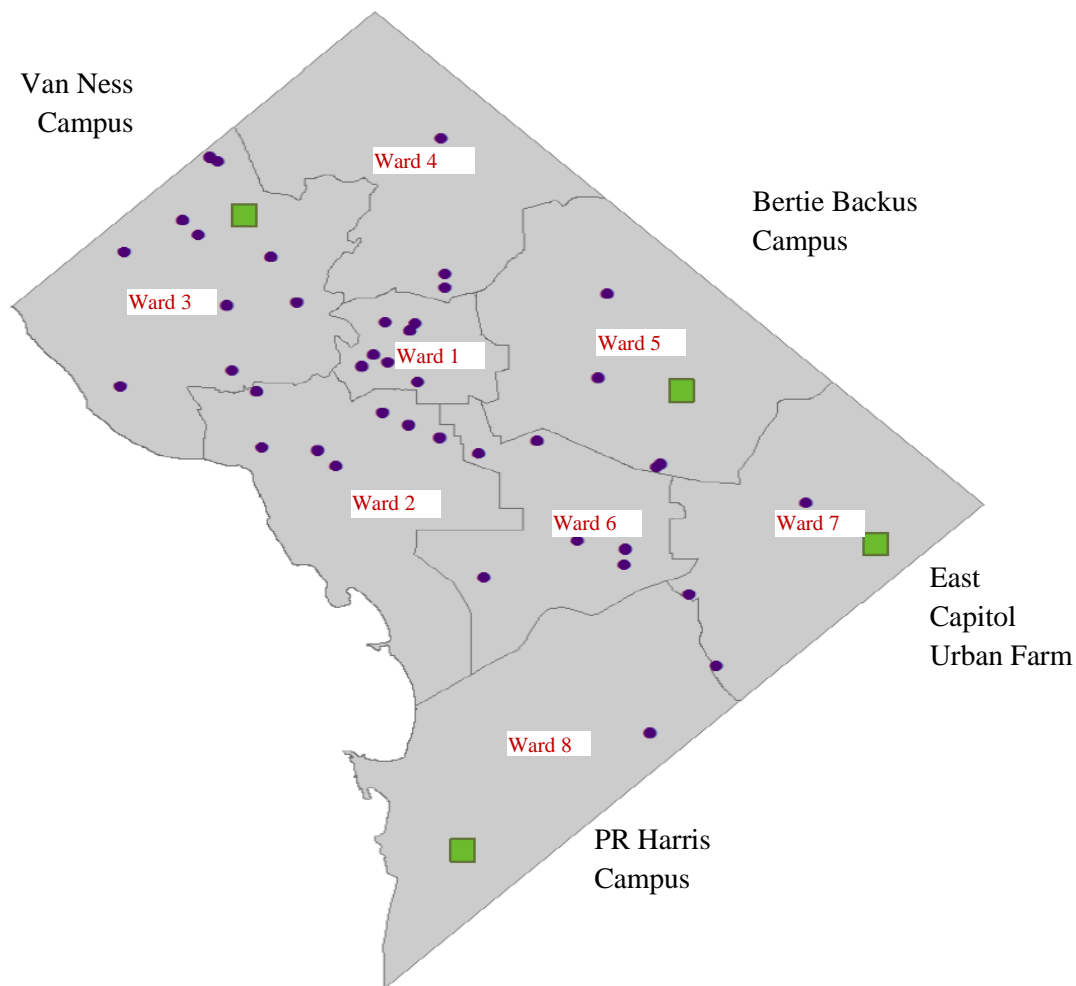 Van Ness
Campus
Ward 4
Bertie Backus
Campus
Ward 3
Ward 1
Ward 5
Ward 2
Ward 6
Ward 7
East
Capitol
Urban Farm
Ward 8
PR Harris
Campus